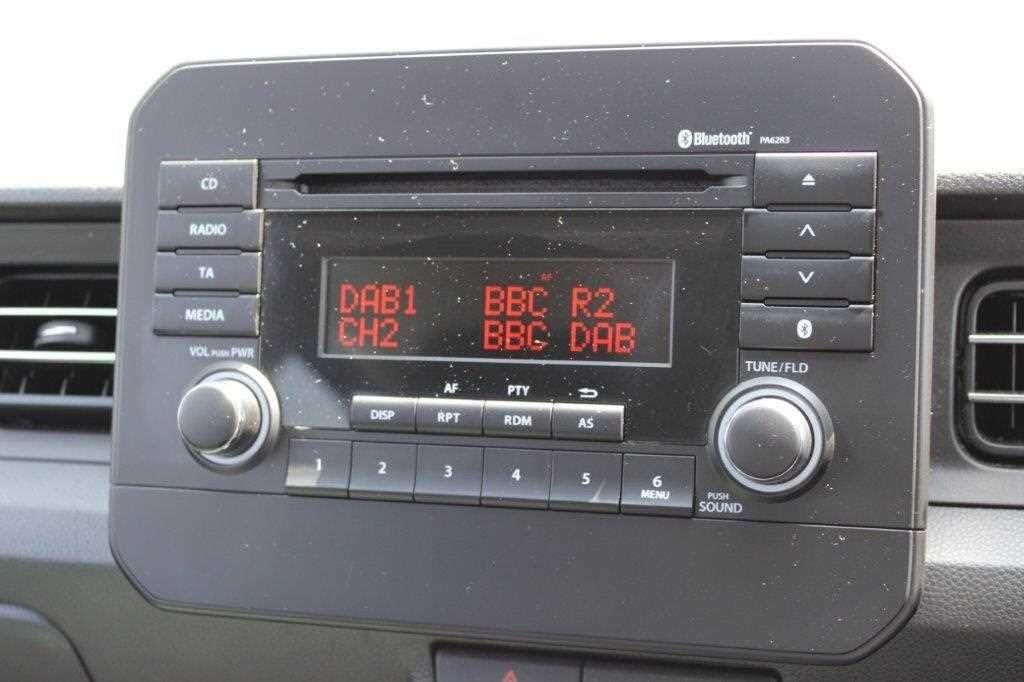 Bluetooth® PA62R3
CD
RADIO
TA
MEDIA
AF
DAB1 BBC R2
CH2 BBC DAB
VOL PUSH PWR
TUNE/FLD
AF PTY
DISP RPT RDM AS
1 2 3 4 5 6
MENU
PUSH
SOUND